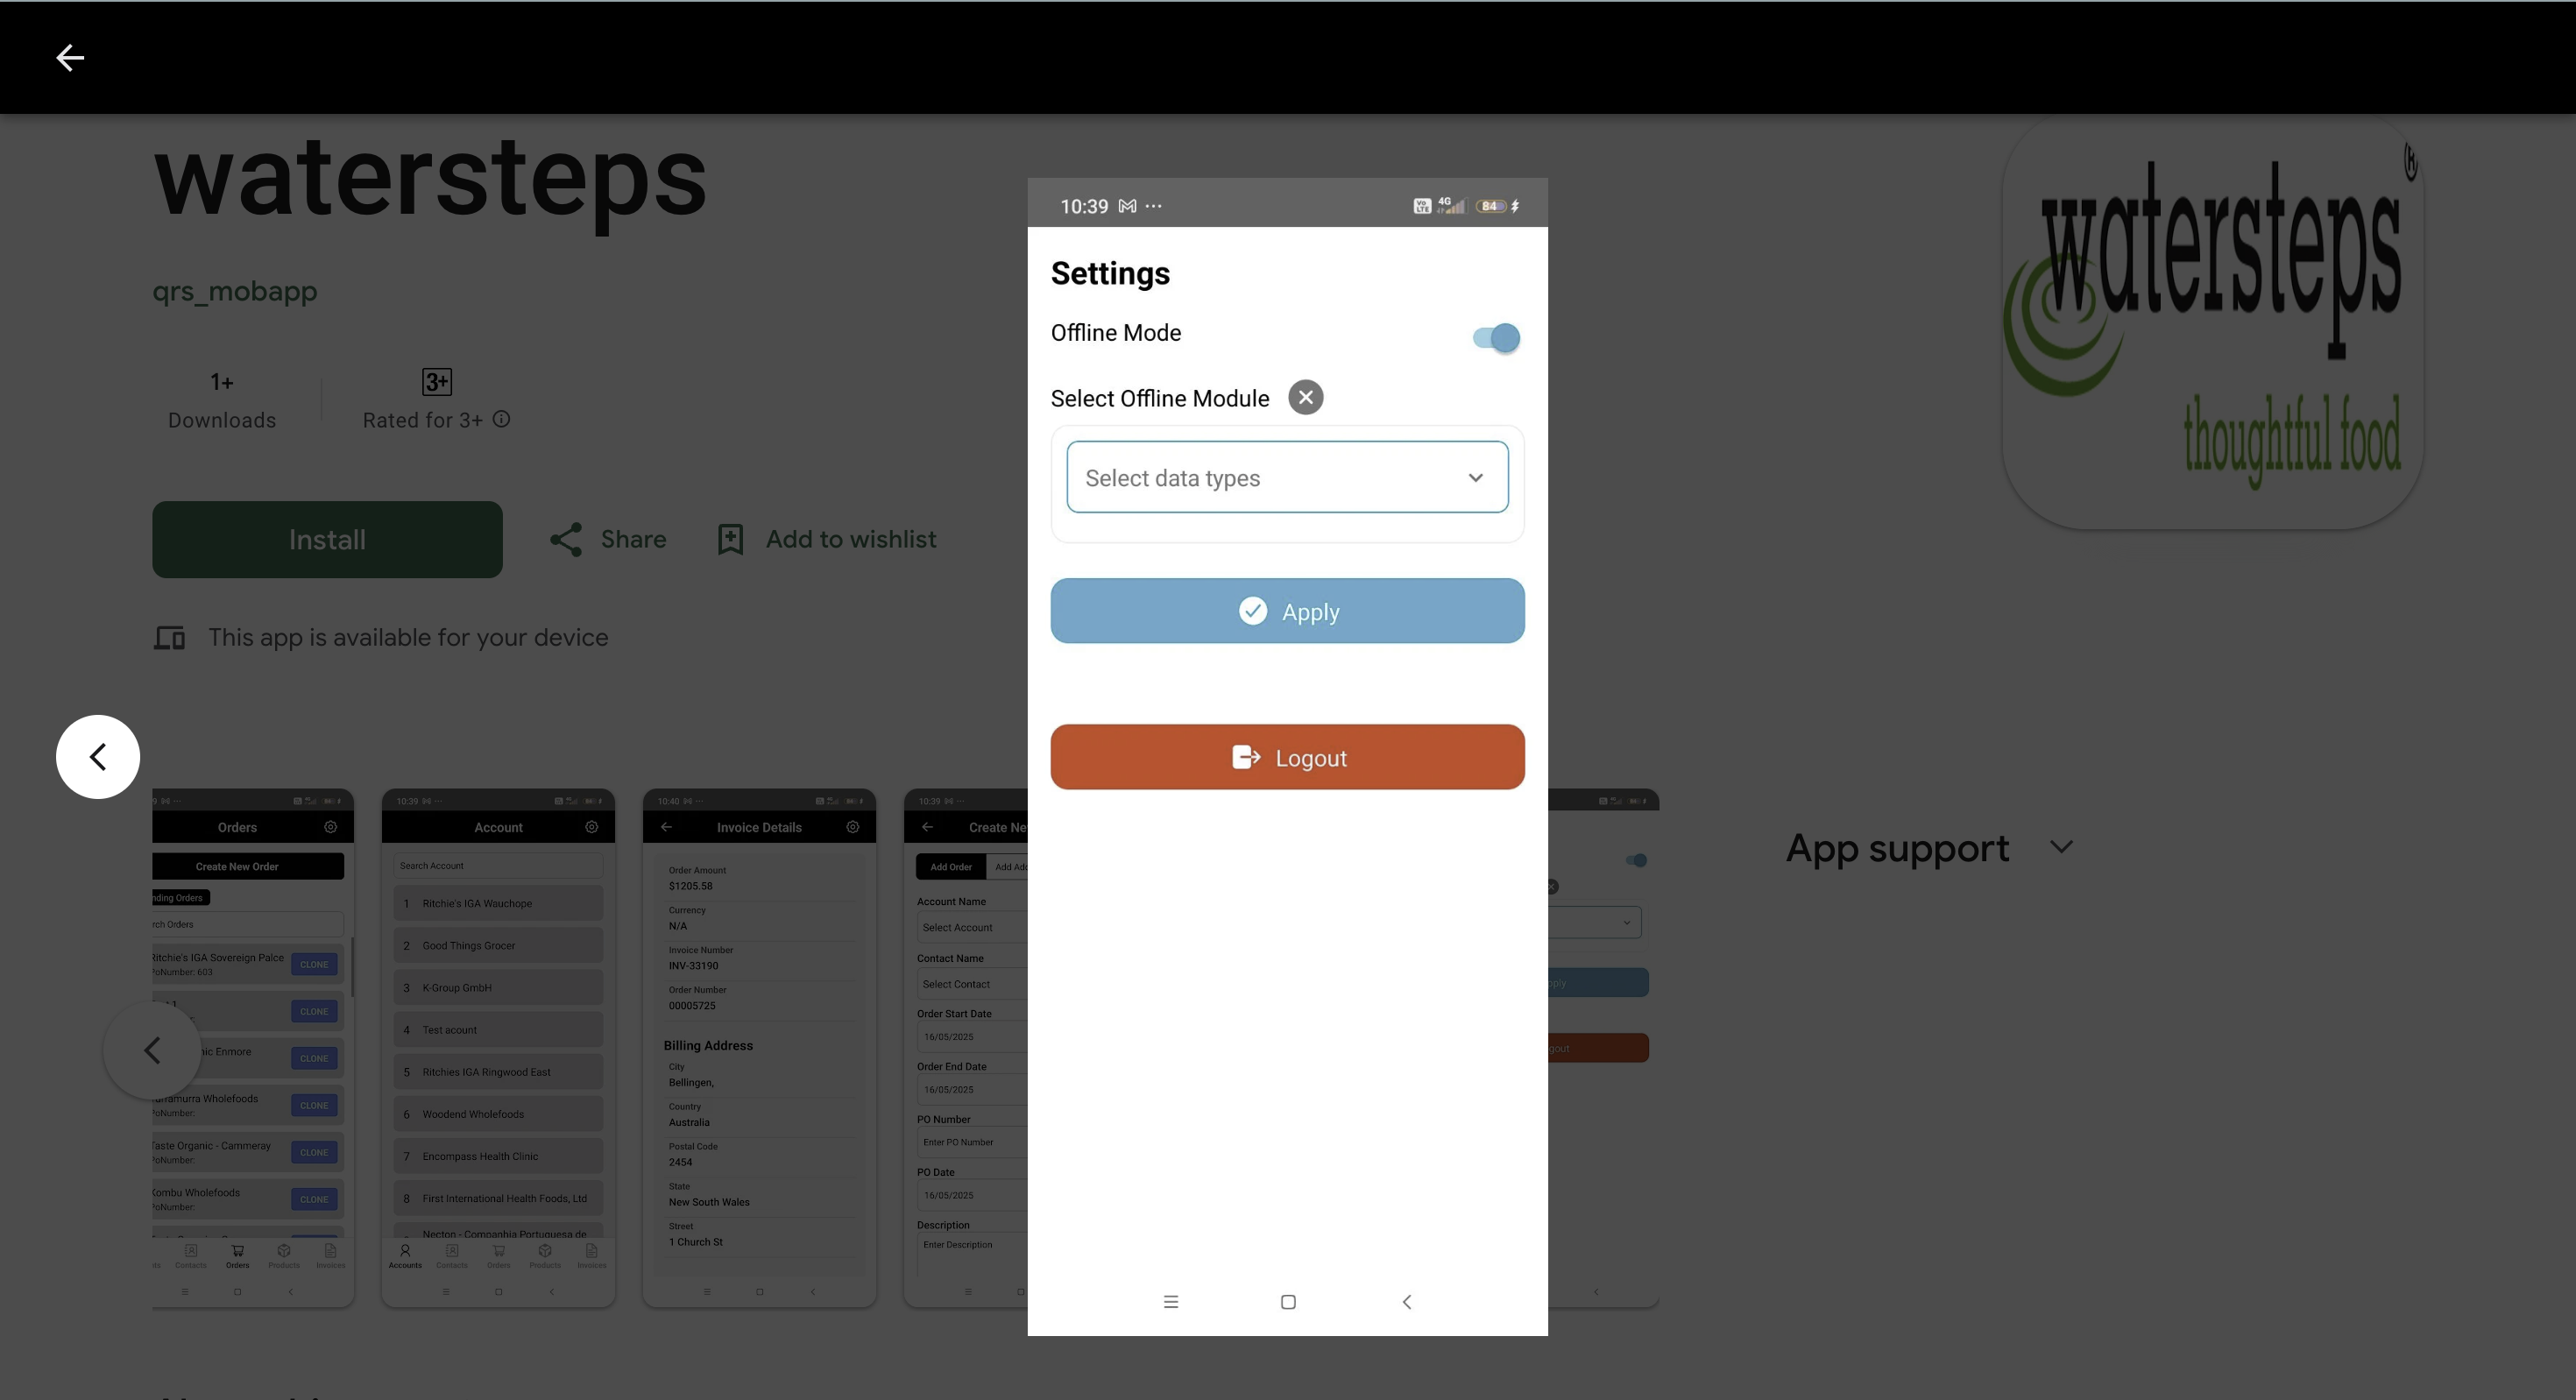 watersteps
qrs_mobapp
1+
Downloads
3+
Rated for 3+
Install
Share
Add to wishlist
This app is available for your device
watersteps®
thoughtful food
10:39
Vo LTE
4G
84
Settings
Offline Mode
Select Offline Module
Select data types
Apply
Logout
App support
Orders
Create New Order
nding Orders
rch Orders
Ritchie's IGA Sovereign Palce
PoNumber: 603
CLONE
CLONE
nic Enmore
CLONE
rramurra Wholefoods
PoNumber:
CLONE
Taste Organic - Cammeray
PoNumber:
CLONE
Kombu Wholefoods
PoNumber:
CLONE
Contacts
Orders
Products
Invoices
10:39
Account
Search Account
1 Ritchie's IGA Wauchope
2 Good Things Grocer
3 K-Group GmbH
4 Test acount
5 Ritchies IGA Ringwood East
6 Woodend Wholefoods
7 Encompass Health Clinic
8 First International Health Foods, Ltd
Necton - Companhia Portuguesa de
Accounts
Contacts
Orders
Products
Invoices
10:40
Invoice Details
Order Amount
$1205.58
Currency
N/A
Invoice Number
INV-33190
Order Number
00005725
Billing Address
City
Bellingen,
Country
Australia
Postal Code
2454
State
New South Wales
Street
1 Church St
10:39
Create Ne
Add Order
Add Add
Account Name
Select Account
Contact Name
Select Contact
Order Start Date
16/05/2025
Order End Date
16/05/2025
PO Number
Enter PO Number
PO Date
16/05/2025
Description
Enter Description
pply
gout